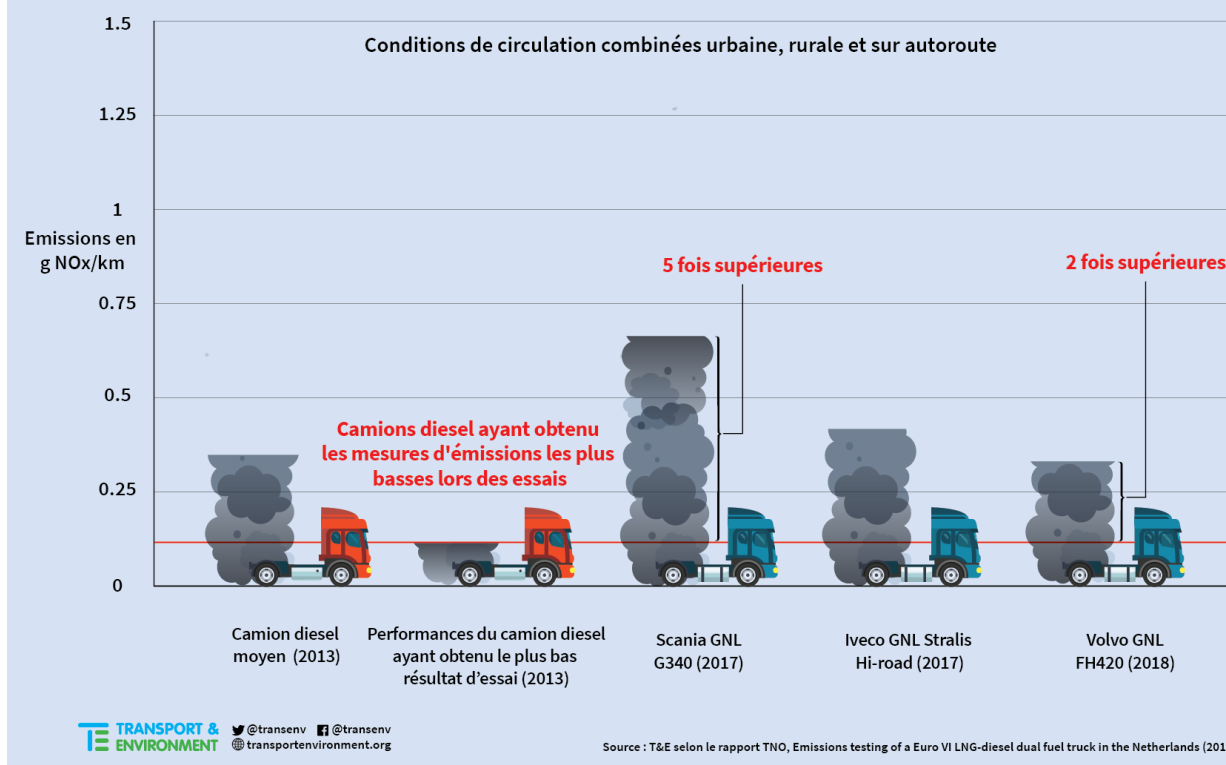 Conditions de circulation combinées urbaine, rurale et sur autoroute
1.5
1.25
1
Emissions en
g NOx/km
0.75
0.5
0.25
0
5 fois supérieures
2 fois supérieures
Camions diesel ayant obtenu
les mesures d'émissions les plus
basses lors des essais
Camion diesel
moyen (2013)
Performances du camion diesel
ayant obtenu le plus bas
résultat d’essai (2013)
Scania GNL
G340 (2017)
Iveco GNL Stralis
Hi-road (2017)
Volvo GNL
FH420 (2018)
TE TRANSPORT &
ENVIRONMENT
@transenv @transenv
transportenvironment.org
Source : T&E selon le rapport TNO, Emissions testing of a Euro VI LNG-diesel dual fuel truck in the Netherlands